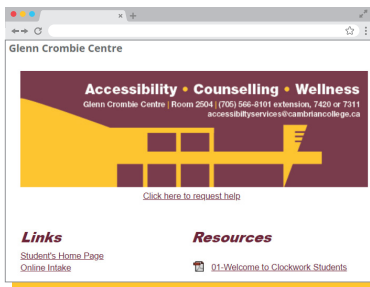 Glenn Crombie Centre
Accessibility • Counselling • Wellness
Glenn Crombie Centre | Room 2504 | (705) 566-8101 extension, 7420 or 7311
accessibiltyservices@cambriancollege.ca
Click here to request help
Links
Resources
Student's Home Page
Online Intake
01-Welcome to Clockwork Students